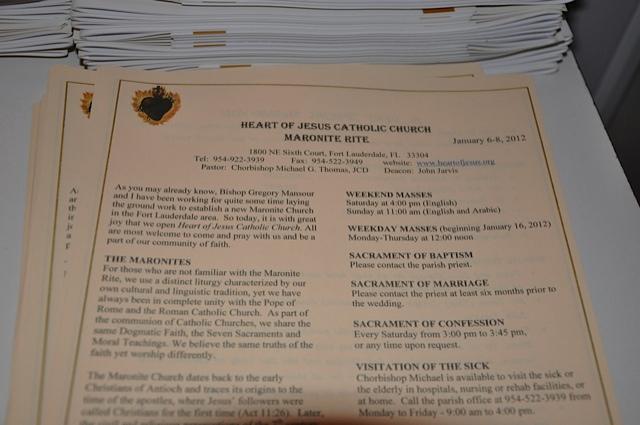 HEART OF JESUS CATHOLIC CHURCH
MARONITE RITE
January 6-8, 2012
1800 NE Sixth Court, Fort Lauderdale, FL 33304
Tel: 954-922-3939 Fax: 954-522-3949 website: www.heartofjesus.org
Pastor: Chorbishop Michael G. Thomas, JCD Deacon: John Jarvis
As you may already know, Bishop Gregory Mansour
and I have been working for quite some time laying
the ground work to establish a new Maronite Church
in the Fort Lauderdale area. So today, it is with great
joy that we open Heart of Jesus Catholic Church. All
are most welcome to come and pray with us and be a
part of our community of faith.
THE MARONITES
For those who are not familiar with the Maronite
Rite, we use a distinct liturgy characterized by our
own cultural and linguistic tradition, yet we have
always been in complete unity with the Pope of
Rome and the Roman Catholic Church. As part of
the communion of Catholic Churches, we share the
same Dogmatic Faith, the Seven Sacraments and
Moral Teachings. We believe the same truths of the
faith yet worship differently.
The Maronite Church dates back to the early
Christians of Antioch and traces its origins to the
time of the apostles, where Jesus' followers were
called Christians for the first time (Act 11:26). Later,
WEEKEND MASSES
Saturday at 4:00 pm (English)
Sunday at 11:00 am (English and Arabic)
WEEKDAY MASSES (beginning January 16, 2012)
Monday-Thursday at 12:00 noon
SACRAMENT OF BAPTISM
Please contact the parish priest.
SACRAMENT OF MARRIAGE
Please contact the priest at least six months prior to
the wedding.
SACRAMENT OF CONFESSION
Every Saturday from 3:00 pm to 3:45 pm,
or any time upon request.
VISITATION OF THE SICK
Chorbishop Michael is available to visit the sick or
the elderly in hospitals, nursing or rehab facilities, or
at home. Call the parish office at 954-522-3939 from
Monday to Friday - 9:00 am to 4:00 pm.